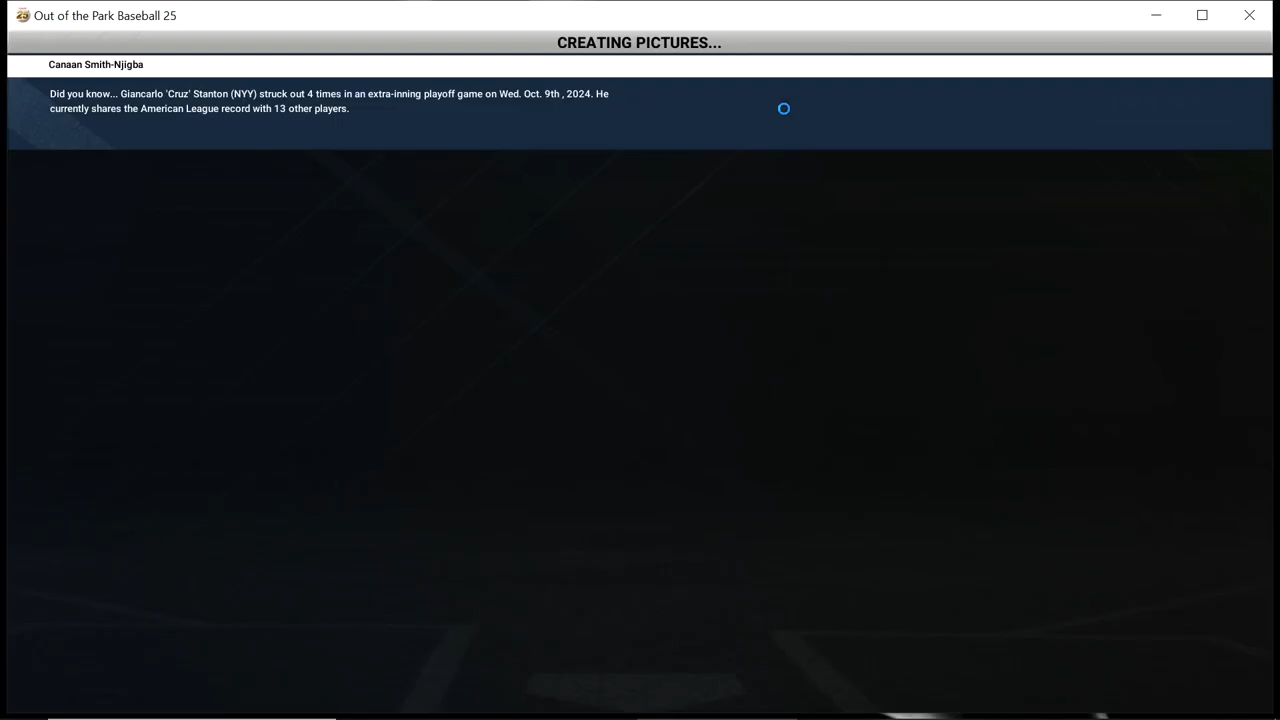 Out of the Park Baseball 25
CREATING PICTURES...
Canaan Smith-Njigba
Did you know... Giancarlo 'Cruz' Stanton (NYY) struck out 4 times in an extra-inning playoff game on Wed. Oct. 9th , 2024. He
currently shares the American League record with 13 other players.